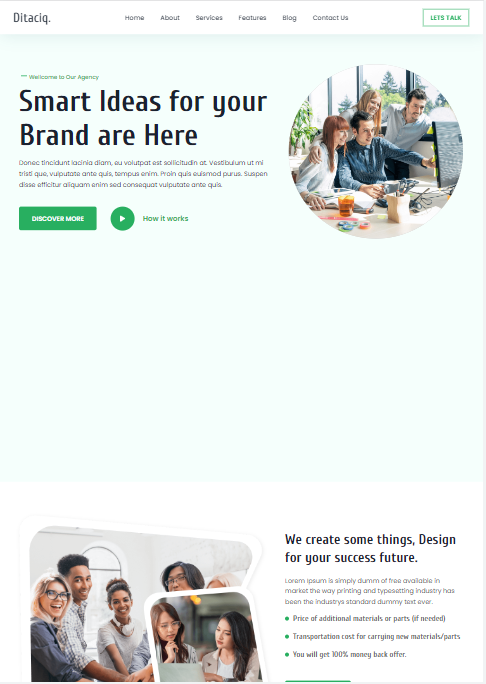 Ditaciq.
Home About Services Features Blog Contact Us
LETS TALK
Wellcome to Our Agency
Smart Ideas for your
Brand are Here
Donec tincidunt lacinia diam, eu volutpat est sollicitudin at. Vestibulum ut mi
tristi que, vulputate ante quis, tempus enim. Proin quis euismod purus. Suspen
disse efficitur aliquam enim sed consequat vulputate ante quis.
DISCOVER MORE
How it works
We create some things, Design
for your success future.
Lorem Ipsum is simply dumm of free available in
market the way printing and typesetting industry has
been the industrys standard dummy text ever.
Price of additional materials or parts (if needed)
Transportation cost for carrying new materials/parts
You will get 100% money back offer.